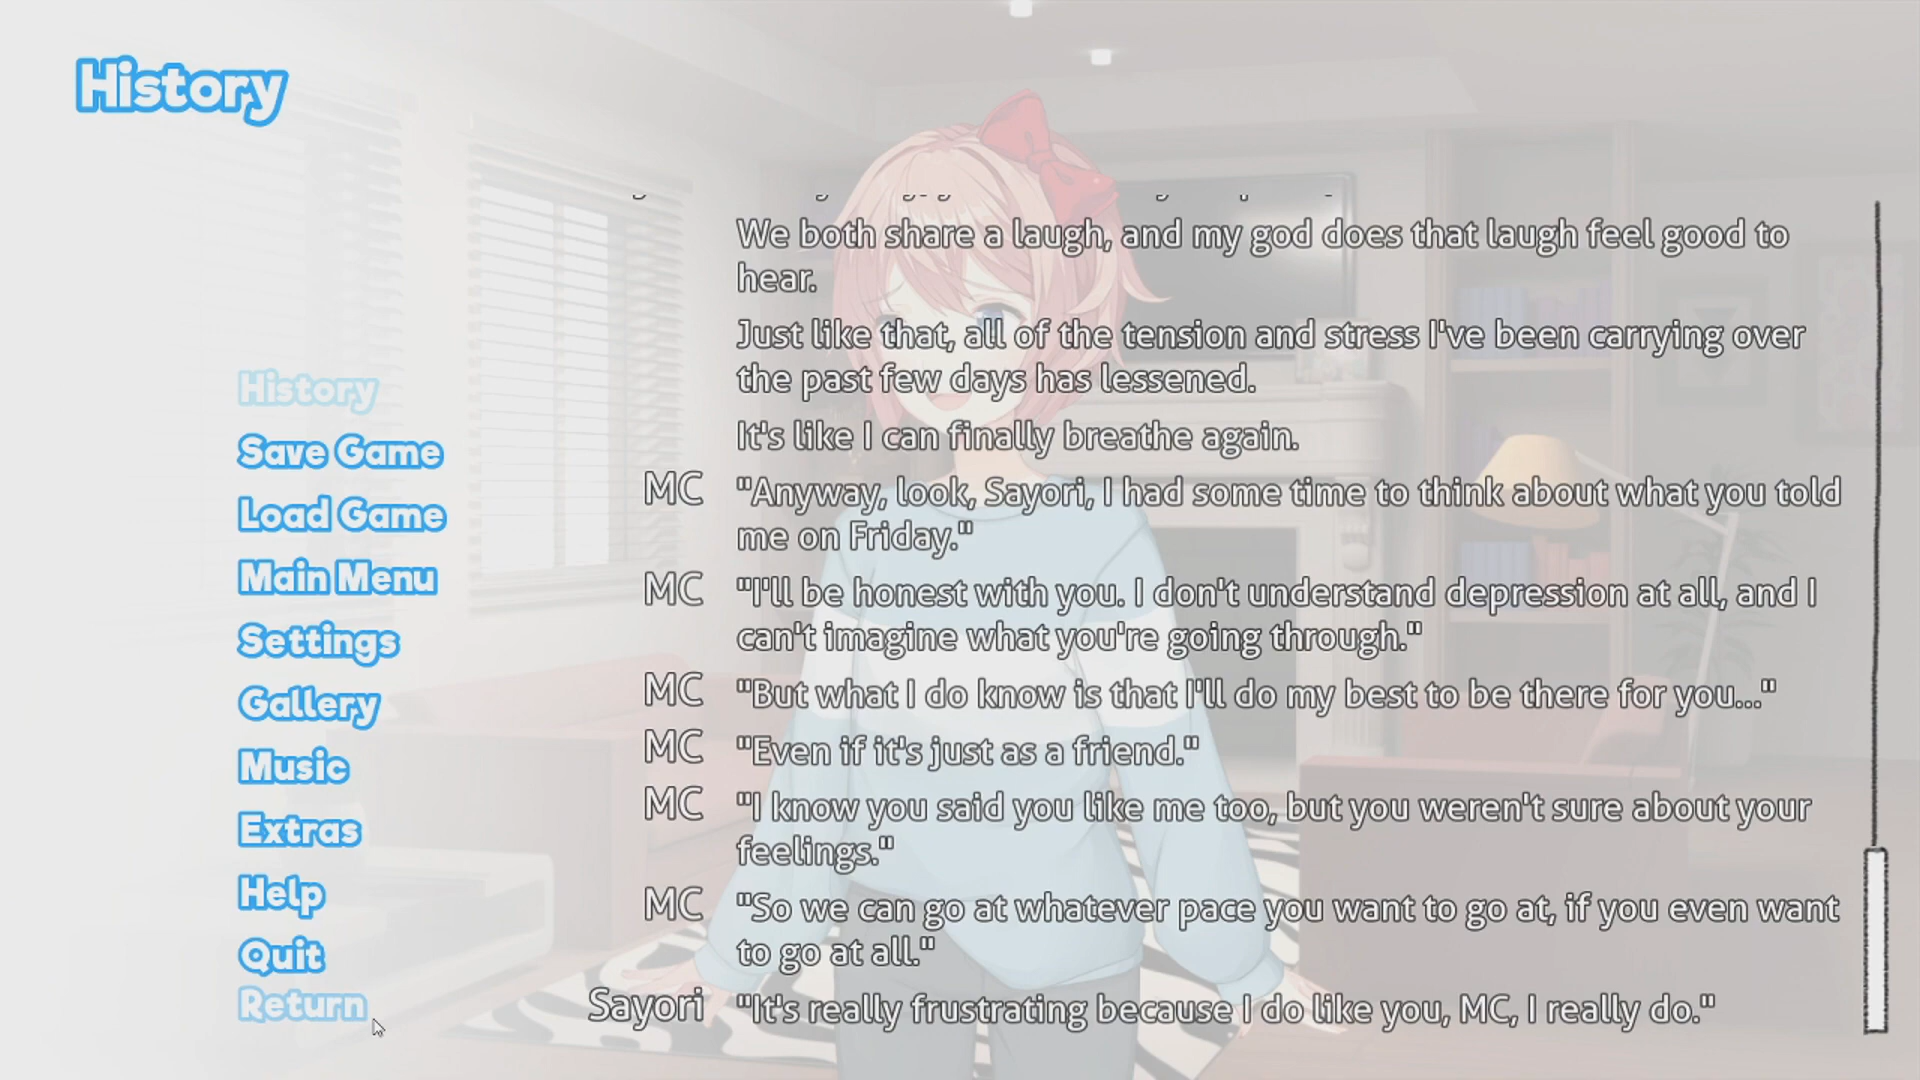 History
We both share a laugh, and my god does that laugh feel good to
hear.
Just like that, all of the tension and stress I've been carrying over
the past few days has lessened.
It's like I can finally breathe again.
MC "Anyway, look, Sayori, I had some time to think about what you told
me on Friday."
MC "I'll be honest with you. I don't understand depression at all, and I
can't imagine what you're going through."
MC "But what I do know is that I'll do my best to be there for you..."
MC "Even if it's just as a friend."
MC "I know you said you like me too, but you weren't sure about your
feelings."
MC "So we can go at whatever pace you want to go at, if you even want
to go at all."
Sayori "It's really frustrating because I do like you, MC, I really do."
History
Save Game
Load Game
Main Menu
Settings
Gallery
Music
Extras
Help
Quit
Return